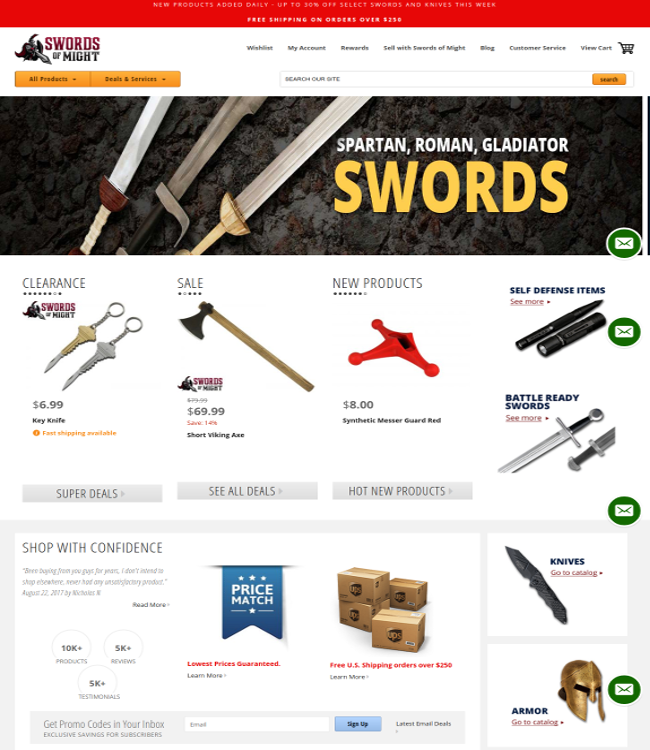 NEW PRODUCTS ADDED DAILY - UP TO 30% OFF SELECT SWORDS AND KNIVES THIS WEEK
FREE SHIPPING ON ORDERS OVER $250
SWORDS
OF MIGHT
Wishlist My Account Rewards Sell with Swords of Might Blog Customer Service View Cart
All Products Deals & Services SEARCH OUR SITE search
SPARTAN, ROMAN, GLADIATOR
SWORDS
CLEARANCE SALE NEW PRODUCTS
SELF DEFENSE ITEMS
See more
SWORDS
OF MIGHT
SWORDS
OF MIGHT
BATTLE READY
SWORDS
See more
$6.99
Key Knife
Fast shipping available
$79.99
$69.99
Save: 14%
Short Viking Axe
$8.00
Synthetic Messer Guard Red
SUPER DEALS SEE ALL DEALS HOT NEW PRODUCTS
SHOP WITH CONFIDENCE
"Been buying from you guys for years, I don't intend to
shop elsewhere, never had any unsatisfactory product."
August 22, 2017 by Nicholas N
Read More
10K+
PRODUCTS
5K+
REVIEWS
5K+
TESTIMONIALS
PRICE
MATCH
Lowest Prices Guaranteed.
Learn More
ups
ups
ups
Free U.S. Shipping orders over $250
Learn More
KNIVES
Go to catalog
ARMOR
Go to catalog
Get Promo Codes in Your Inbox
EXCLUSIVE SAVINGS FOR SUBSCRIBERS
Email Sign Up Latest Email Deals